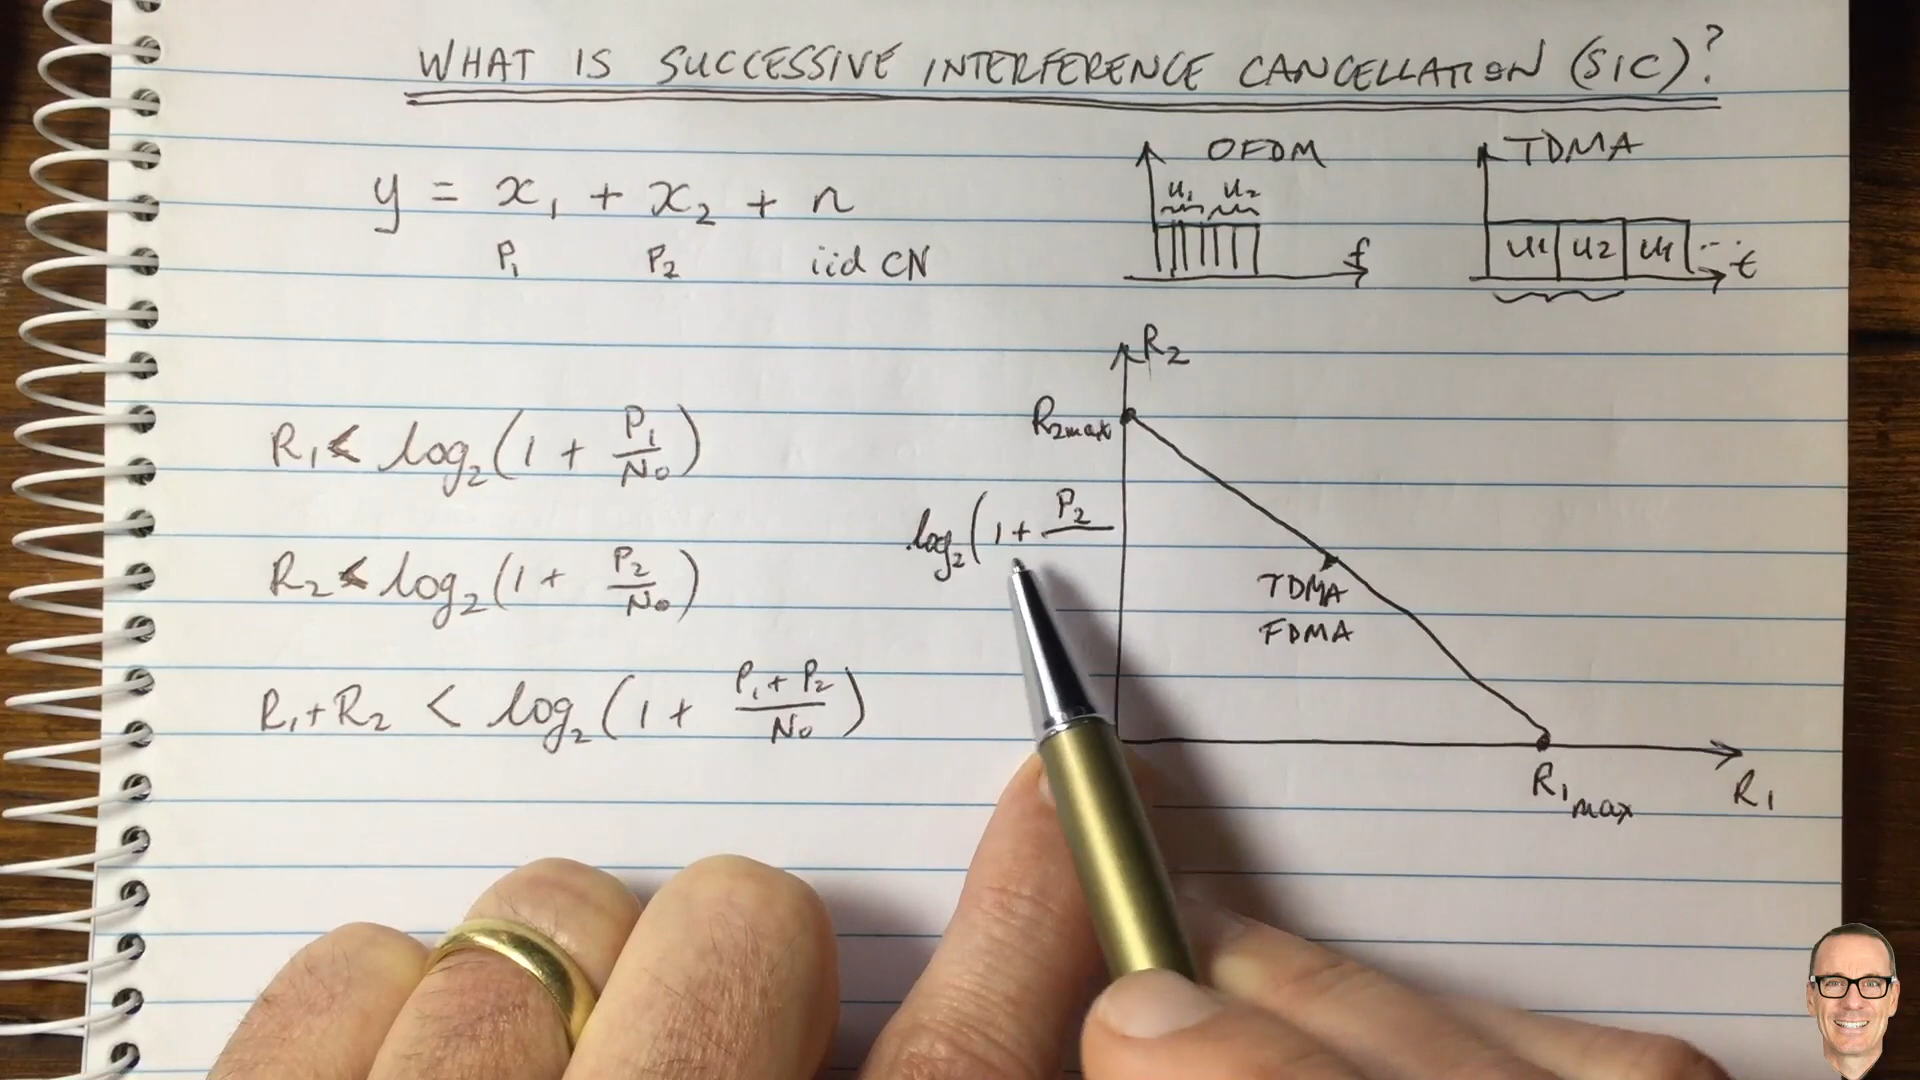 WHAT IS SUCCESSIVE INTERFERENCE CANCELLATION (SIC)?
y = x₁ + x₂ + n
P₁ P₂ iid CN
OFDM
u₁ u₂
f
TDMA
u1 u2 u1 ...
t
R₁ < log₂(1 + P₁/N₀)
R₂ < log₂(1 + P₂/N₀)
R₁+R₂ < log₂(1 + P₁+P₂/N₀)
R₂
R₂max
log₂(1 + P₂
TDMA
FDMA
R₁max
R₁